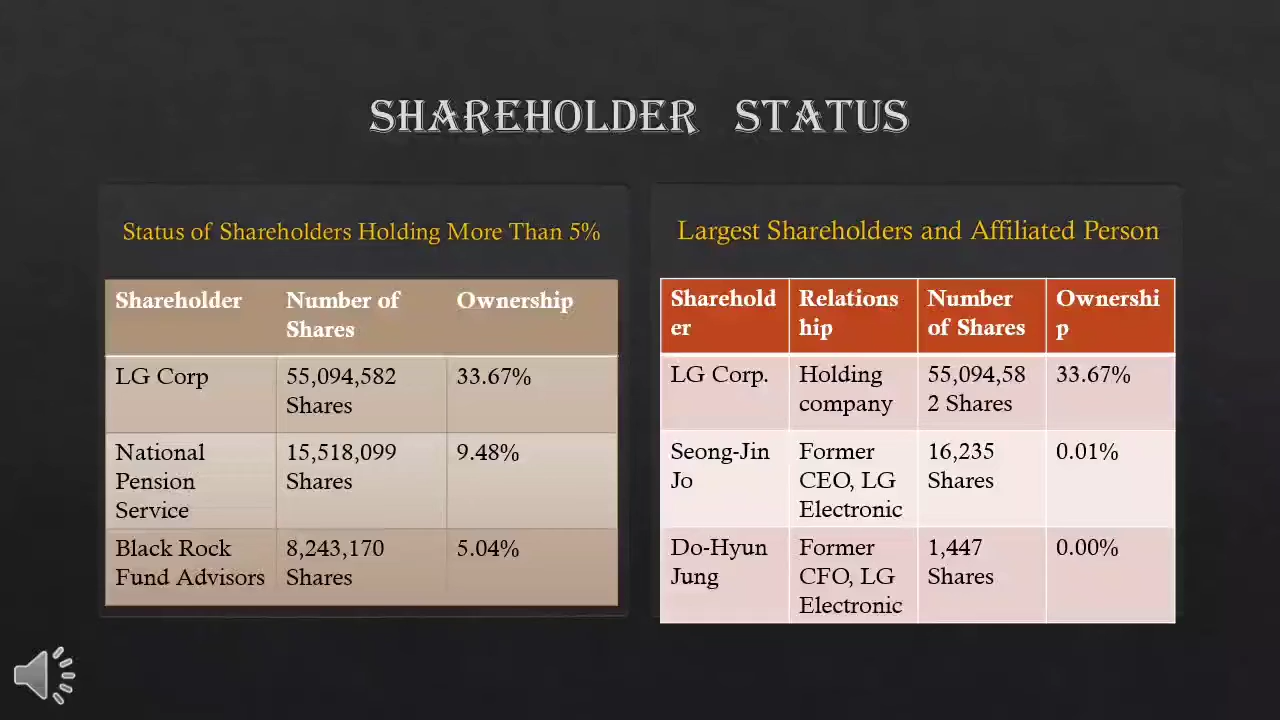 SHAREHOLDER STATUS
Status of Shareholders Holding More Than 5%
Shareholder Number of Ownership
Shares
LG Corp 55,094,582 33.67%
Shares
National 15,518,099 9.48%
Pension Shares
Service
Black Rock 8,243,170 5.04%
Fund Advisors Shares
Largest Shareholders and Affiliated Person
Sharehold Relations Number Ownershi
er hip of Shares p
LG Corp. Holding 55,094,58 33.67%
company 2 Shares
Seong-Jin Former 16,235 0.01%
Jo CEO, LG Shares
Electronic
Do-Hyun Former 1,447 0.00%
Jung CFO, LG Shares
Electronic